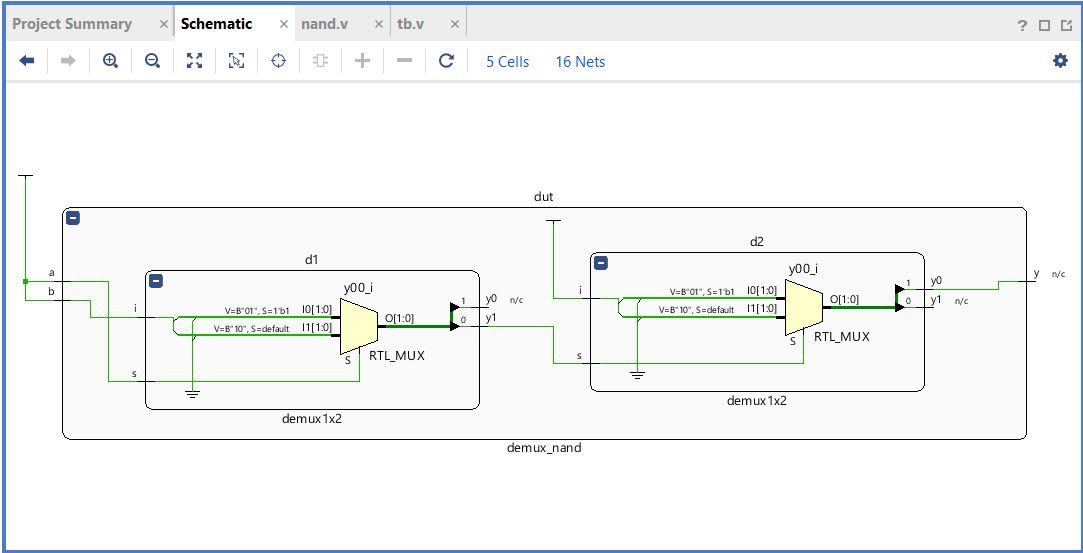 Project Summary × Schematic × nand.v × tb.v × ?
5 Cells 16 Nets
dut
a
b
d1
i
s
y00_i
V=B"01", S=1'b1 I0[1:0]
V=B"10", S=default I1[1:0]
S
O[1:0]
RTL_MUX
1
0
y0 n/c
y1
demux1x2
d2
i
s
y00_i
V=B"01", S=1'b1 I0[1:0]
V=B"10", S=default I1[1:0]
S
O[1:0]
RTL_MUX
1
0
y0
y1 n/c
demux1x2
y n/c
demux_nand